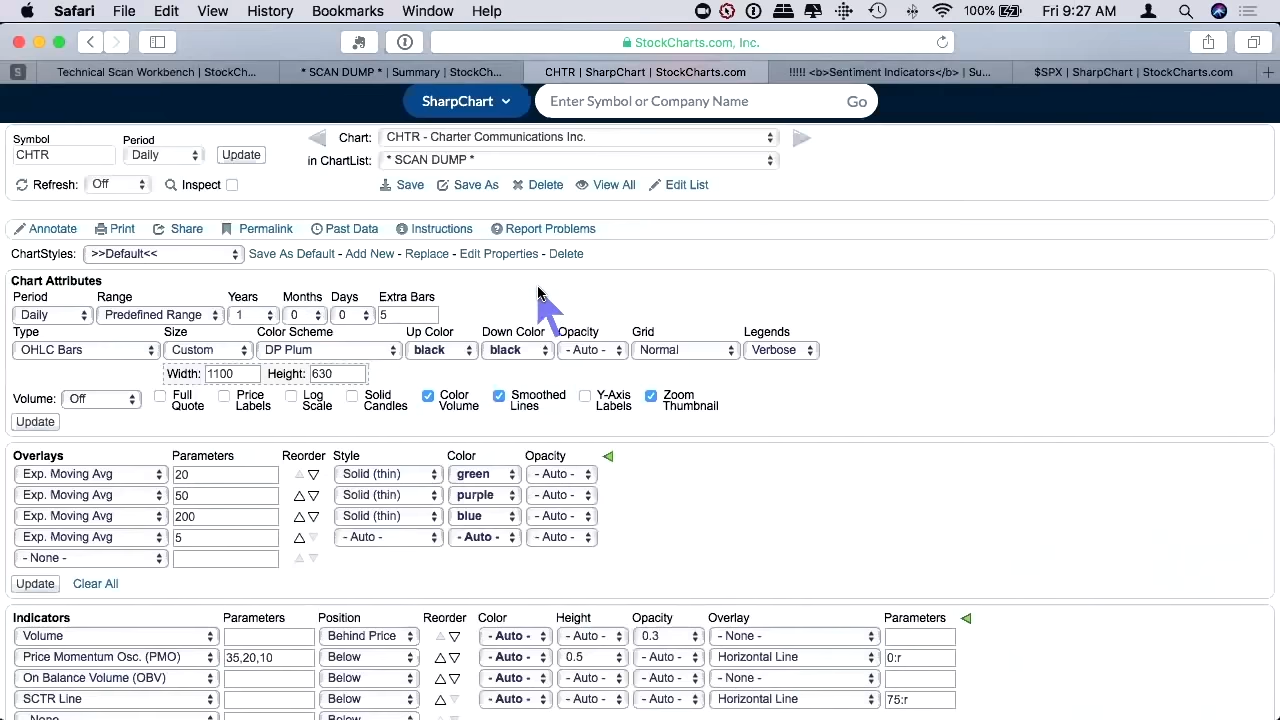 Safari File Edit View History Bookmarks Window Help 100% Fri 9:27 AM
StockCharts.com, Inc.
S Technical Scan Workbench | StockCh... * SCAN DUMP * | Summary | StockCh... CHTR | SharpChart | StockCharts.com !!!!! <b>Sentiment Indicators</b> | Su... $SPX | SharpChart | StockCharts.com +
SharpChart Enter Symbol or Company Name Go
Symbol Period Chart: CHTR - Charter Communications Inc.
CHTR Daily Update in ChartList: * SCAN DUMP *
Refresh: Off Inspect Save Save As Delete View All Edit List
Annotate Print Share Permalink Past Data Instructions Report Problems
ChartStyles: >>Default<< Save As Default - Add New - Replace - Edit Properties - Delete
Chart Attributes
Period Range Years Months Days Extra Bars
Daily Predefined Range 1 0 0 5
Type Size Color Scheme Up Color Down Color Opacity Grid Legends
OHLC Bars Custom DP Plum black black - Auto - Normal Verbose
Width: 1100 Height: 630
Volume: Off Full Quote Price Labels Log Scale Solid Candles Color Volume Smoothed Lines Y-Axis Labels Zoom Thumbnail
Update
Overlays Parameters Reorder Style Color Opacity
Exp. Moving Avg 20 Solid (thin) green - Auto -
Exp. Moving Avg 50 Solid (thin) purple - Auto -
Exp. Moving Avg 200 Solid (thin) blue - Auto -
Exp. Moving Avg 5 - Auto - - Auto - - Auto -
- None -
Update Clear All
Indicators Parameters Position Reorder Color Height Opacity Overlay Parameters
Volume Behind Price - Auto - - Auto - 0.3 - None -
Price Momentum Osc. (PMO) 35,20,10 Below - Auto - 0.5 - Auto - Horizontal Line 0:r
On Balance Volume (OBV) Below - Auto - - Auto - - Auto - - None -
SCTR Line Below - Auto - - Auto - - Auto - Horizontal Line 75:r
- None - Below